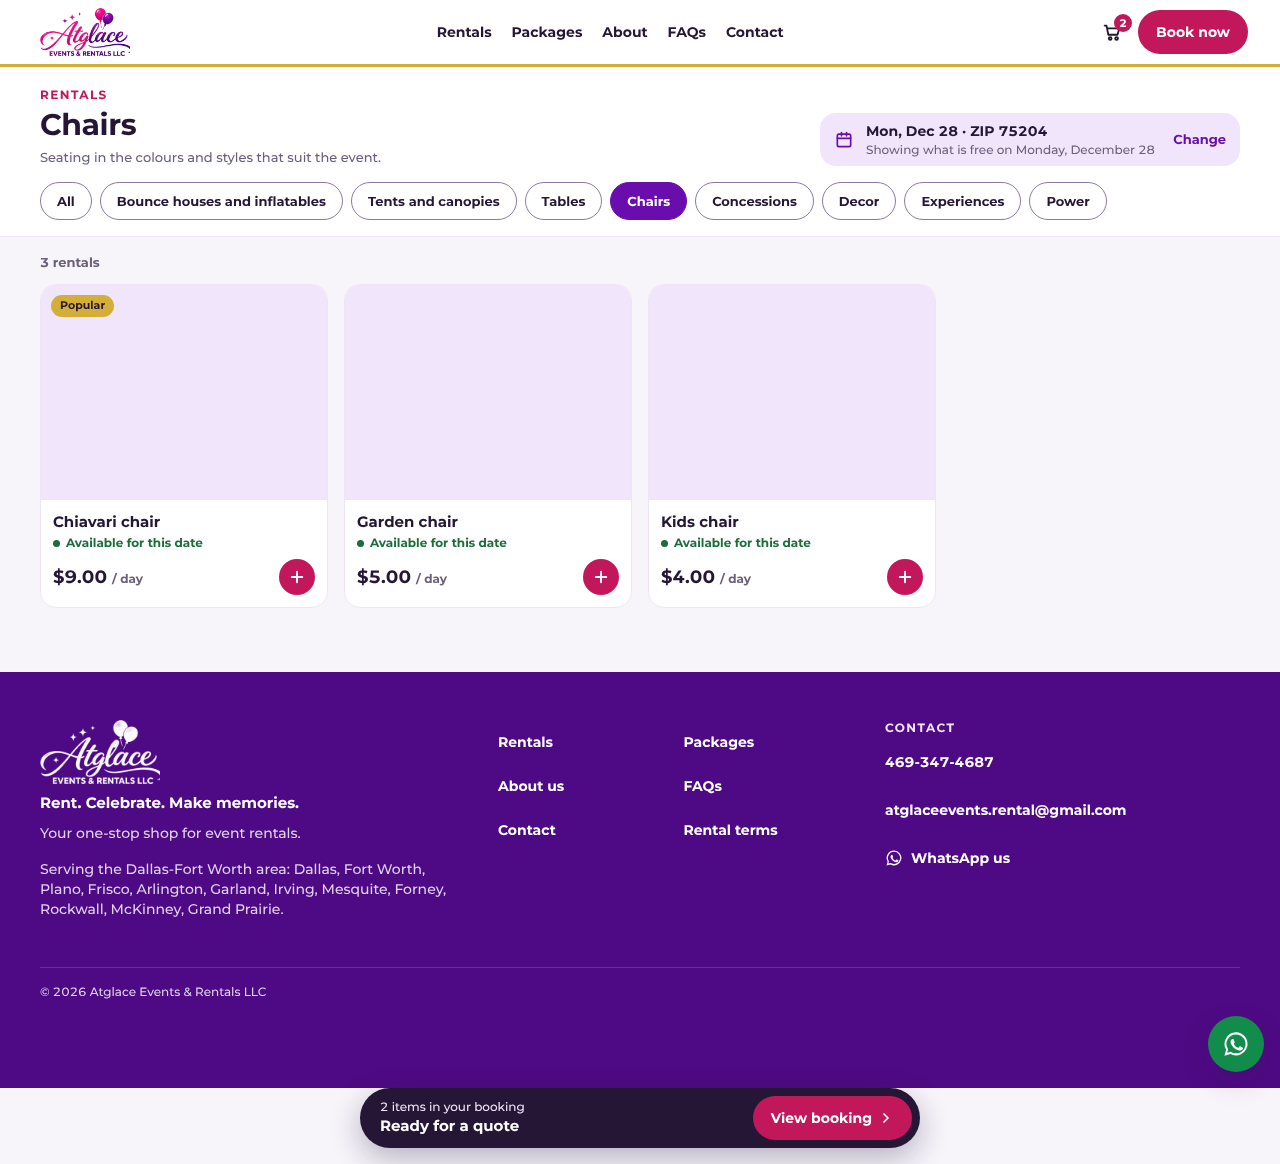 Atglace
EVENTS & RENTALS LLC
Rentals
Packages
About
FAQs
Contact
2
Book now
RENTALS
Chairs
Seating in the colours and styles that suit the event.
Mon, Dec 28 · ZIP 75204
Showing what is free on Monday, December 28
Change
All
Bounce houses and inflatables
Tents and canopies
Tables
Chairs
Concessions
Decor
Experiences
Power
3 rentals
Popular
Chiavari chair
Available for this date
$9.00 / day
Garden chair
Available for this date
$5.00 / day
Kids chair
Available for this date
$4.00 / day
Atglace
EVENTS & RENTALS LLC
Rent. Celebrate. Make memories.
Your one-stop shop for event rentals.
Serving the Dallas-Fort Worth area: Dallas, Fort Worth,
Plano, Frisco, Arlington, Garland, Irving, Mesquite, Forney,
Rockwall, McKinney, Grand Prairie.
Rentals
Packages
About us
FAQs
Contact
Rental terms
CONTACT
469-347-4687
atglaceevents.rental@gmail.com
WhatsApp us
© 2026 Atglace Events & Rentals LLC
2 items in your booking
Ready for a quote
View booking